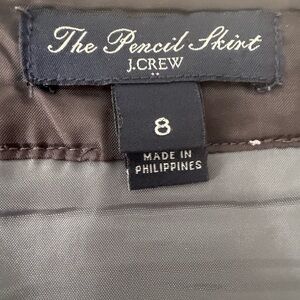 The Pencil Skirt
J.CREW
8
MADE IN
PHILIPPINES